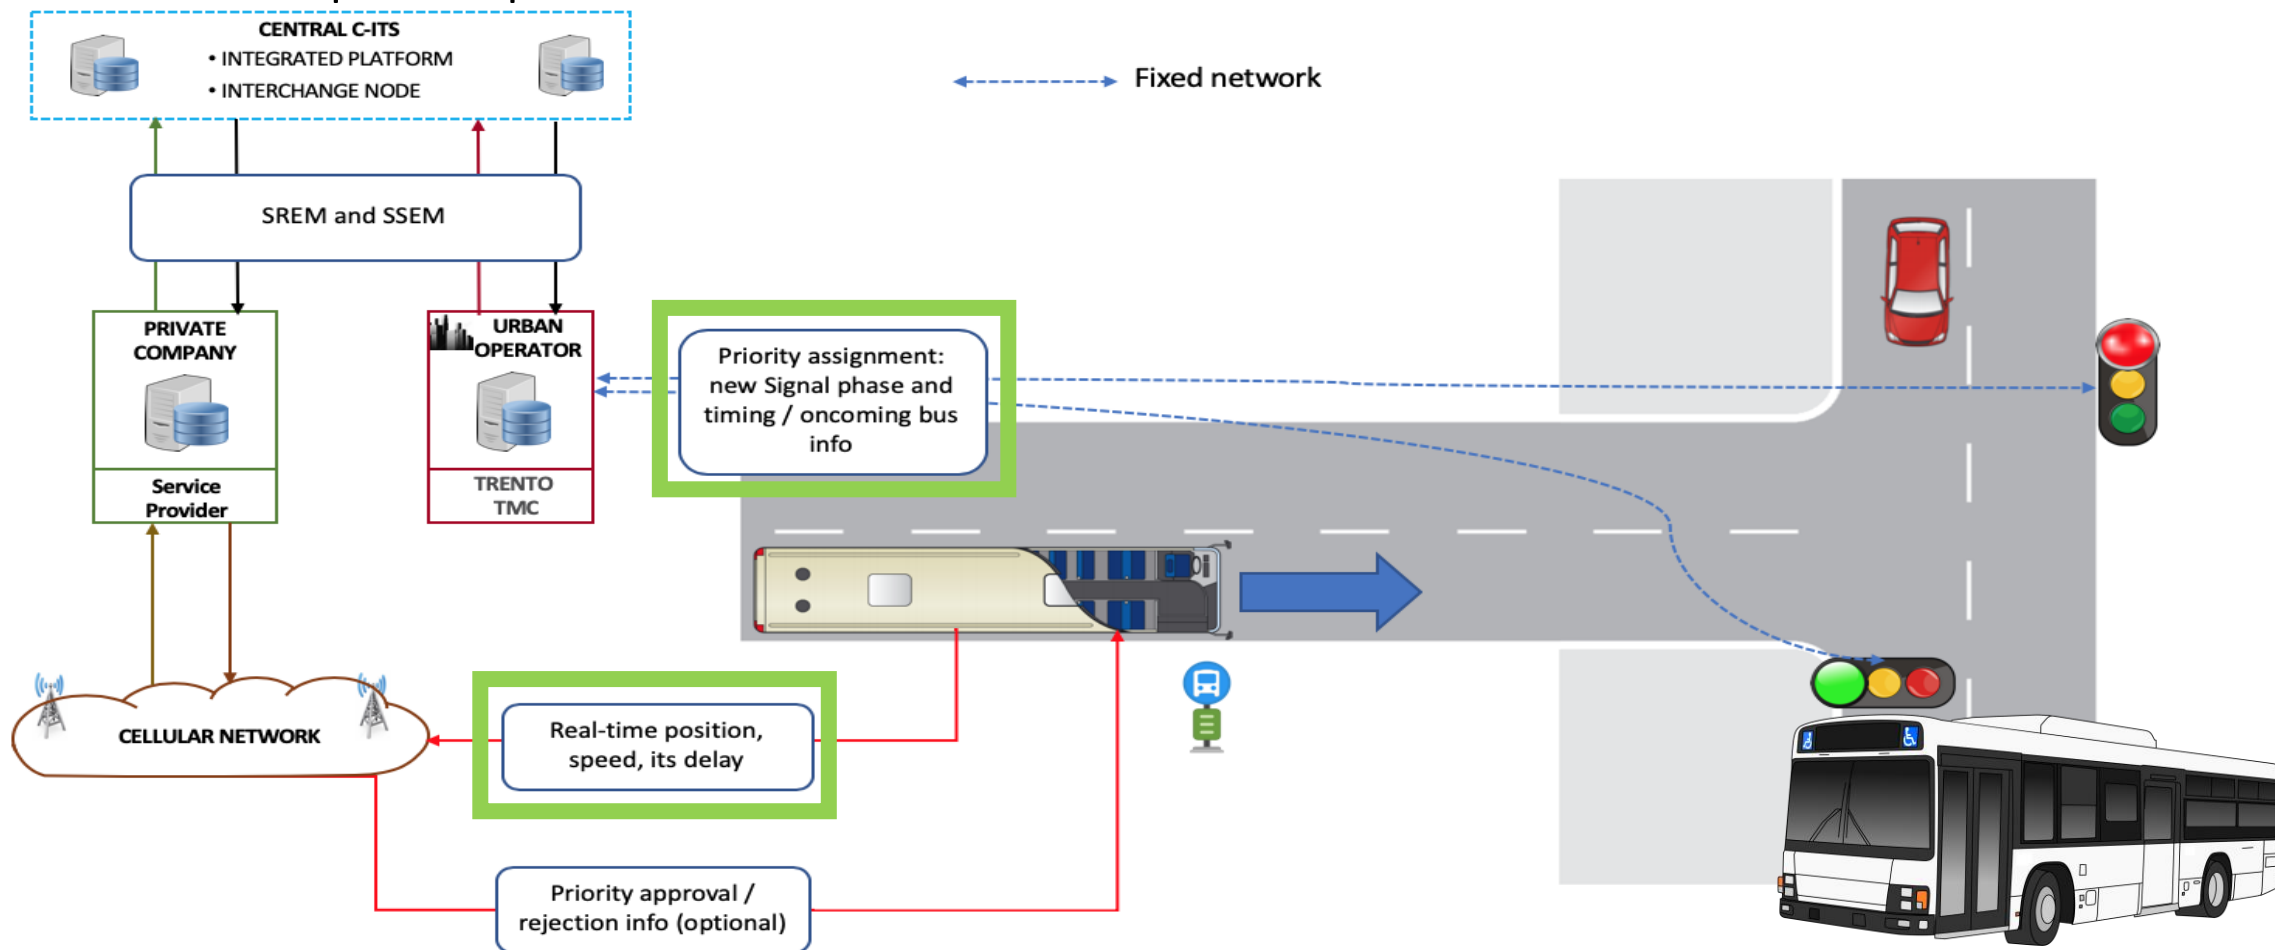 CENTRAL C-ITS
• INTEGRATED PLATFORM
• INTERCHANGE NODE
Fixed network
SREM and SSEM
PRIVATE
COMPANY
Service
Provider
URBAN
OPERATOR
TRENTO
TMC
Priority assignment:
new Signal phase and
timing / oncoming bus
info
CELLULAR NETWORK
Real-time position,
speed, its delay
Priority approval /
rejection info (optional)